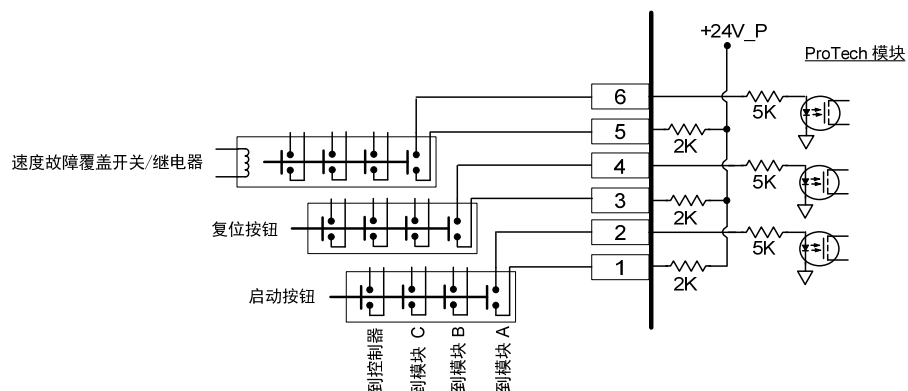 +24V_P
ProTech 模块
6
5K
5
2K
速度故障覆盖开关/继电器
4
5K
3
2K
复位按钮
2
5K
1
2K
启动按钮
到控制器
到模块 C
到模块 B
到模块 A